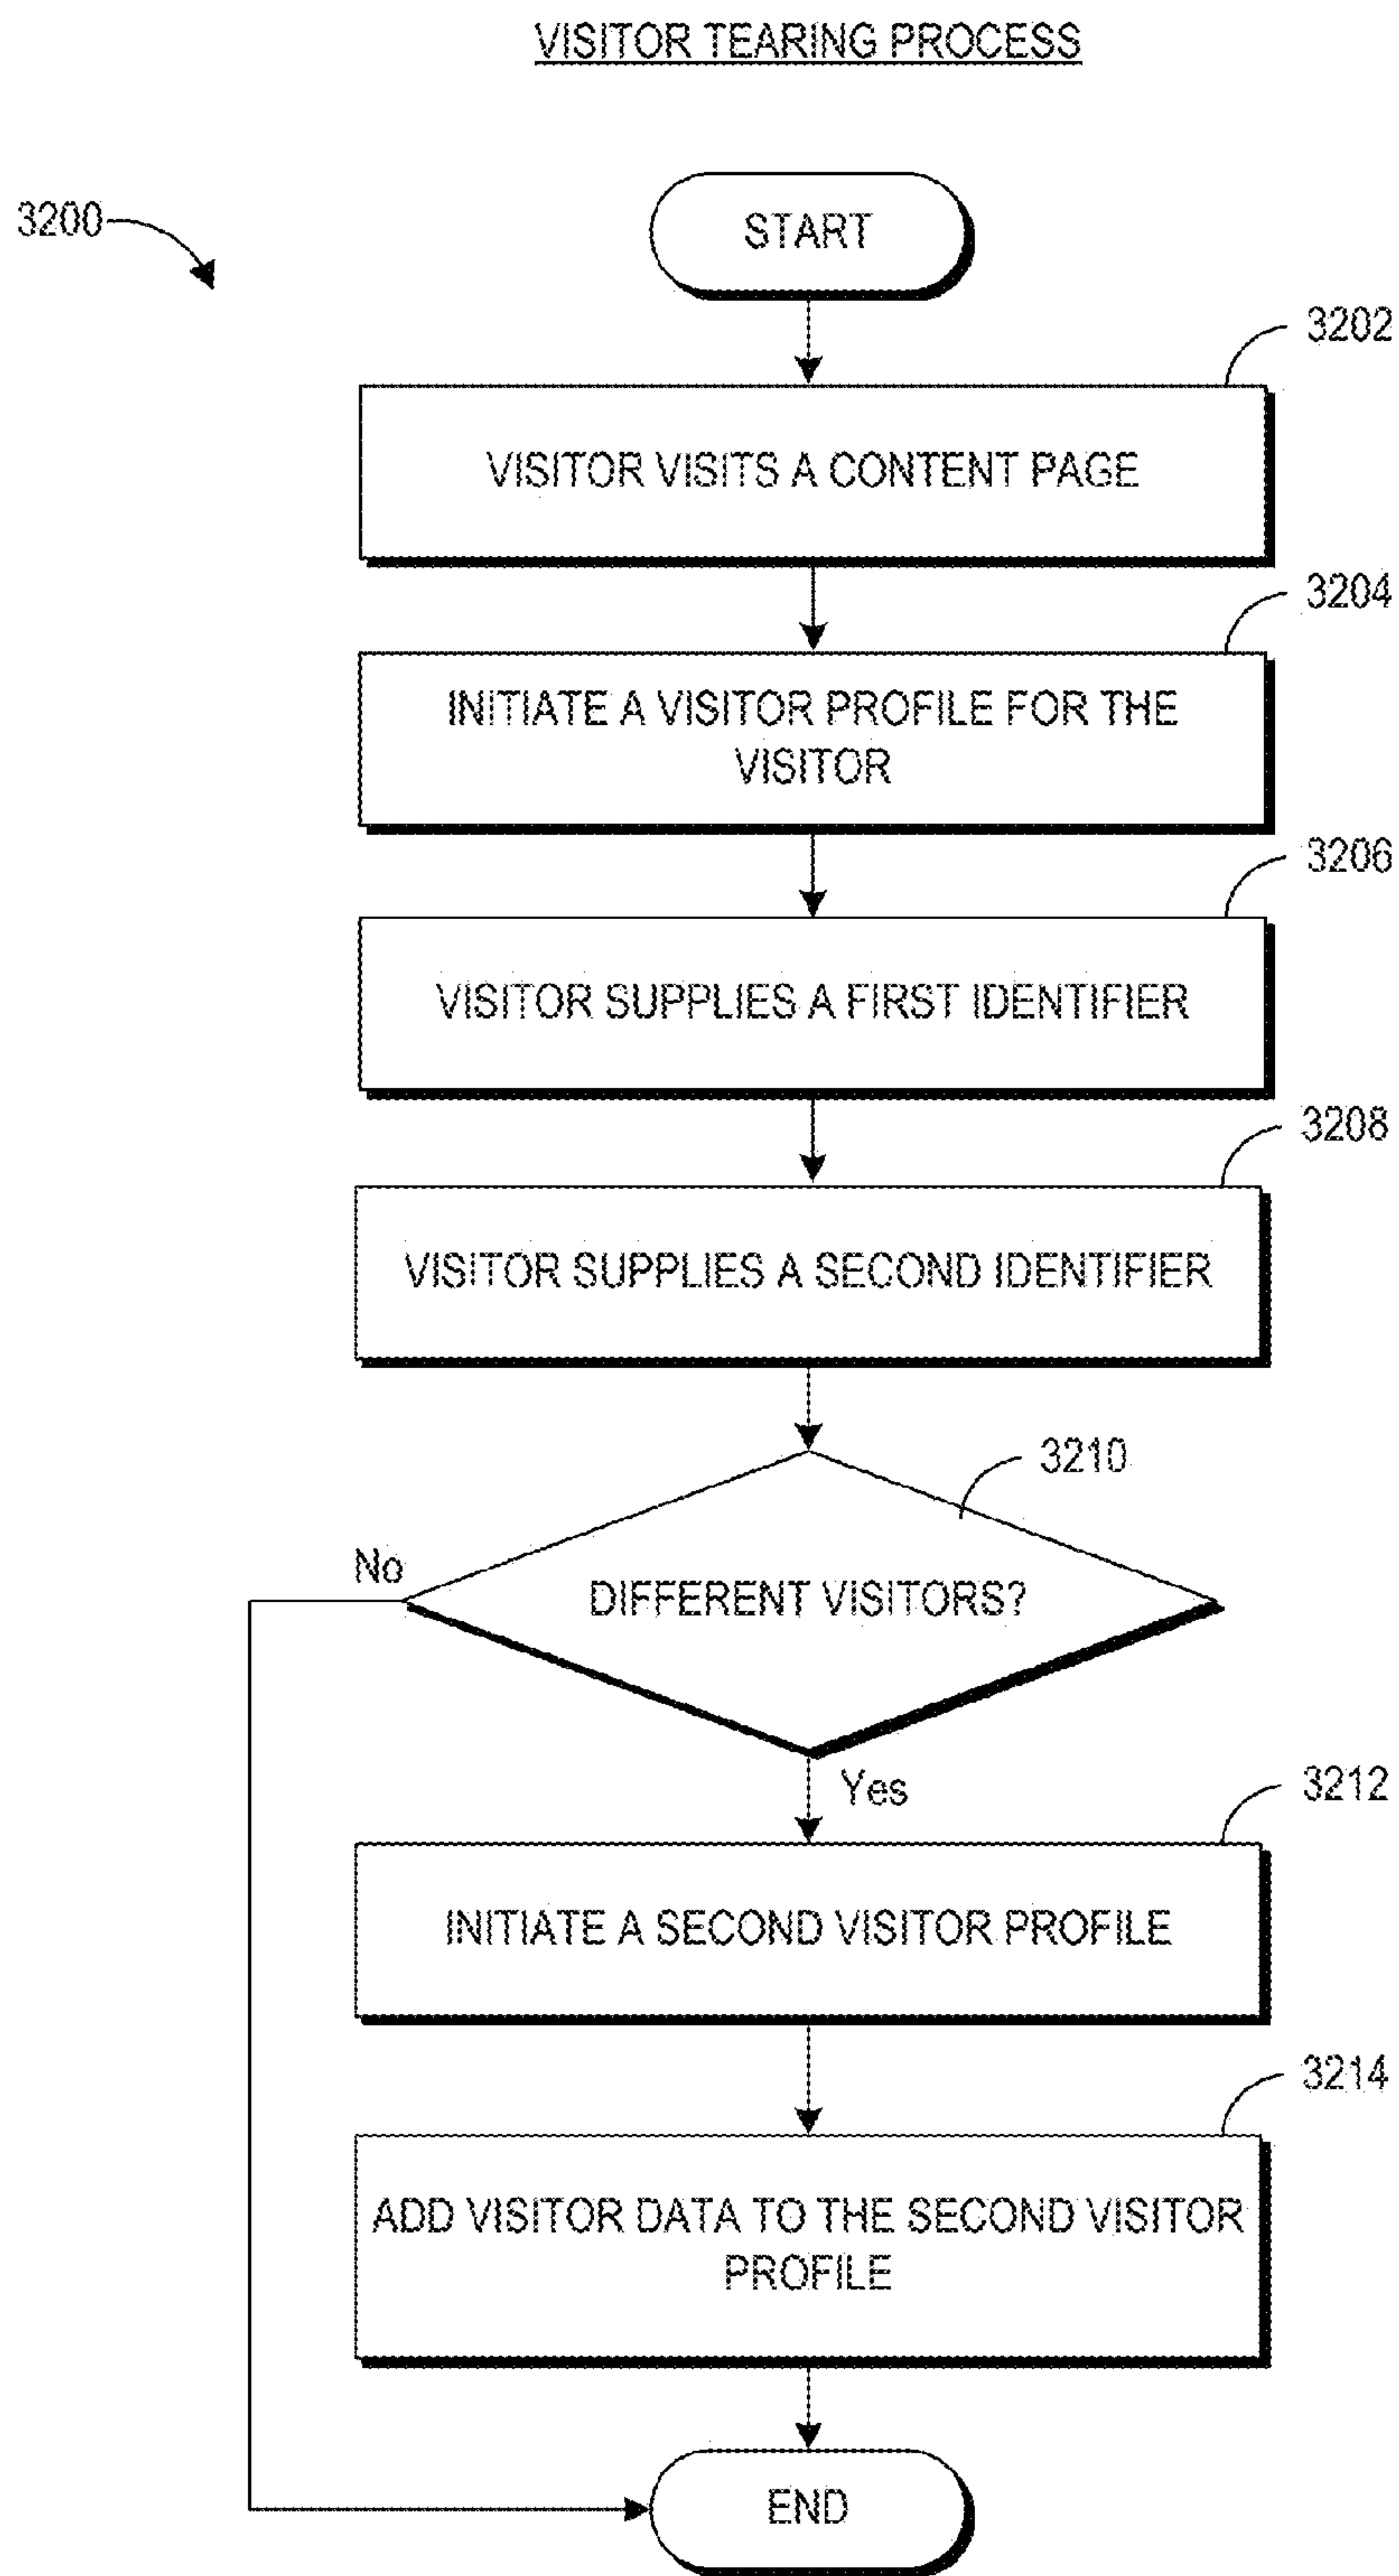 VISITOR TEARING PROCESS
3200
START
3202
VISITOR VISITS A CONTENT PAGE
3204
INITIATE A VISITOR PROFILE FOR THE
VISITOR
3206
VISITOR SUPPLIES A FIRST IDENTIFIER
3208
VISITOR SUPPLIES A SECOND IDENTIFIER
3210
DIFFERENT VISITORS?
No
Yes
3212
INITIATE A SECOND VISITOR PROFILE
3214
ADD VISITOR DATA TO THE SECOND VISITOR
PROFILE
END